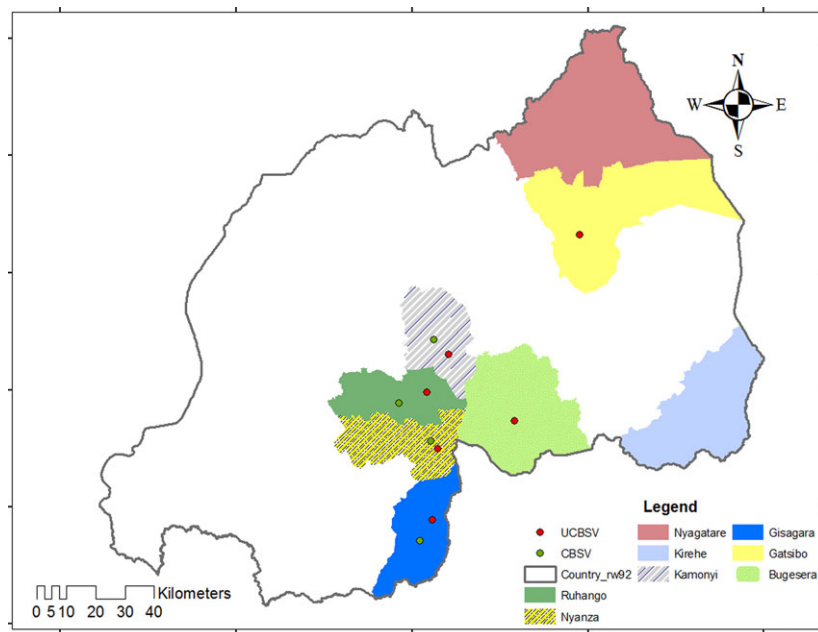 N
W E
S
Legend
UCBSV Nyagatare Gisagara
CBSV Kirehe Gatsibo
Country_rw92 Kamonyi Bugesera
Ruhango
Nyanza
Kilometers
0 5 10 20 30 40